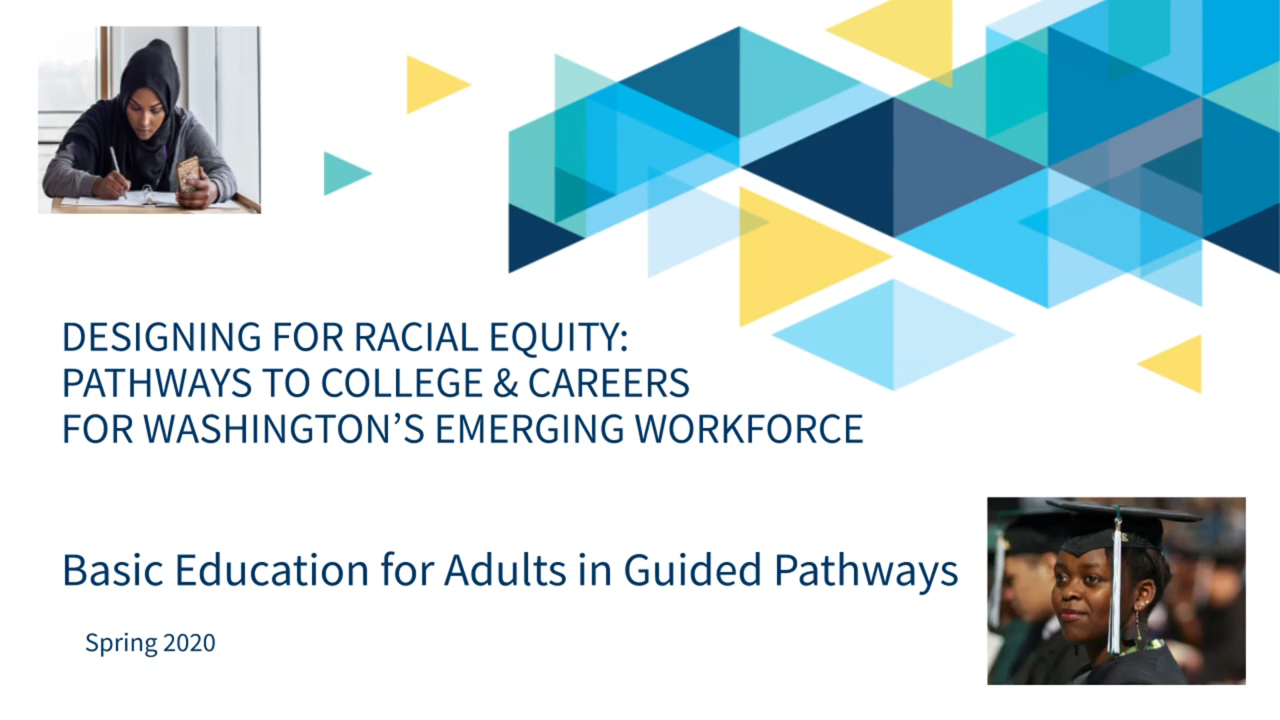 DESIGNING FOR RACIAL EQUITY:
PATHWAYS TO COLLEGE & CAREERS
FOR WASHINGTON’S EMERGING WORKFORCE
Basic Education for Adults in Guided Pathways
Spring 2020